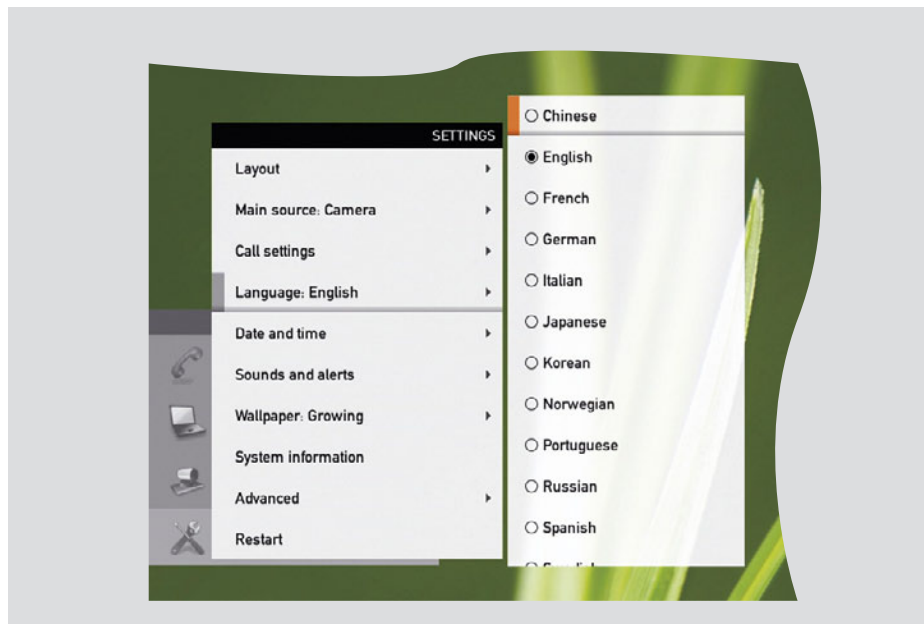 SETTINGS
Layout
Main source: Camera
Call settings
Language: English
Date and time
Sounds and alerts
Wallpaper: Growing
System information
Advanced
Restart
Chinese
English
French
German
Italian
Japanese
Korean
Norwegian
Portuguese
Russian
Spanish